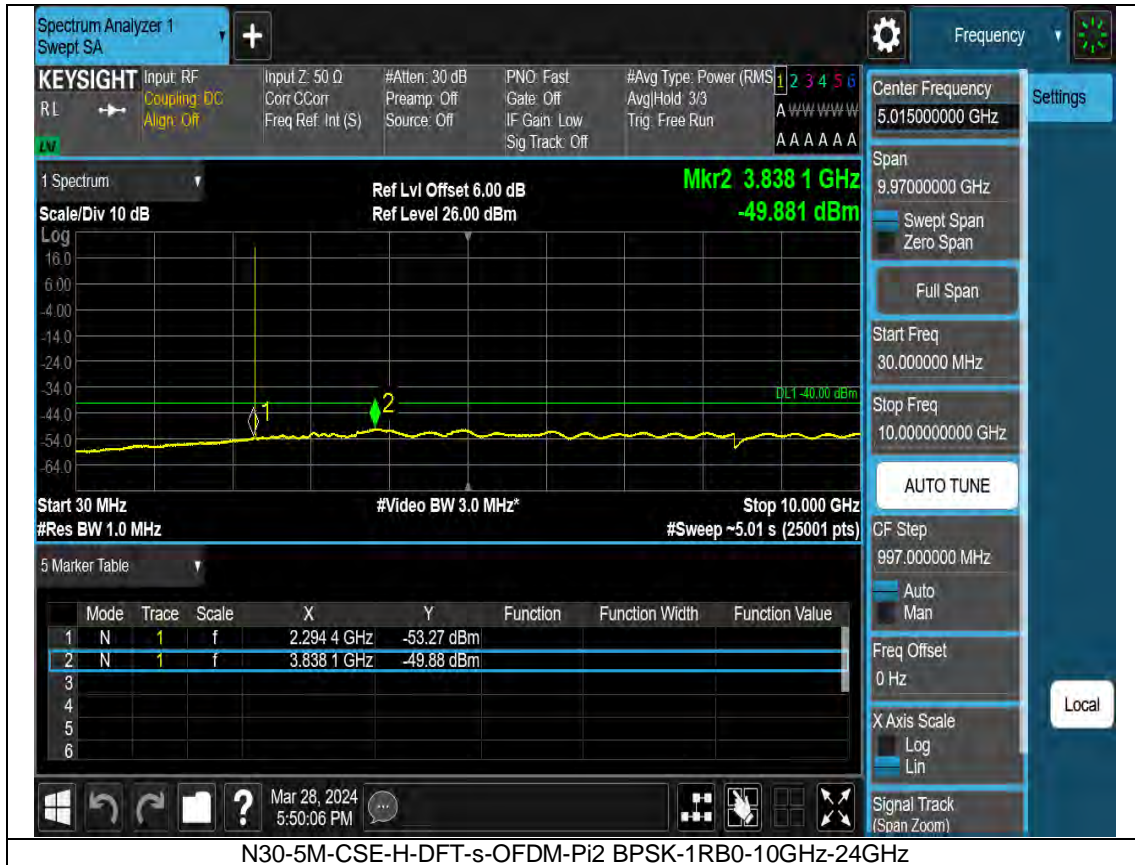 Spectrum Analyzer 1
Swept SA
+
Frequency
KEYSIGHT
RL
Input: RF
Coupling: DC
Align: Off
Input Z: 50 Ω
Corr CCorr
Freq Ref: Int (S)
#Atten: 30 dB
Preamp: Off
Source: Off
PNO: Fast
Gate: Off
IF Gain: Low
Sig Track: Off
#Avg Type: Power (RMS
Avg|Hold: 3/3
Trig: Free Run
1 2 3 4 5 6
A W W W W W
A A A A A A
1 Spectrum
Scale/Div 10 dB
Ref Lvl Offset 6.00 dB
Ref Level 26.00 dBm
Mkr2 3.838 1 GHz
-49.881 dBm
Log
16.0
6.00
-4.00
-14.0
-24.0
-34.0
-44.0
-54.0
-64.0
1
2
DL1 -40.00 dBm
Start 30 MHz
#Video BW 3.0 MHz*
Stop 10.000 GHz
#Res BW 1.0 MHz
#Sweep ~5.01 s (25001 pts)
5 Marker Table
Mode Trace Scale X Y Function Function Width Function Value
1 N 1 f 2.294 4 GHz -53.27 dBm
2 N 1 f 3.838 1 GHz -49.88 dBm
3
4
5
6
Mar 28, 2024
5:50:06 PM
?
Center Frequency
5.015000000 GHz
Settings
Span
9.97000000 GHz
Swept Span
Zero Span
Full Span
Start Freq
30.000000 MHz
Stop Freq
10.000000000 GHz
AUTO TUNE
CF Step
997.000000 MHz
Auto
Man
Freq Offset
0 Hz
Local
X Axis Scale
Log
Lin
Signal Track
(Span Zoom)
N30-5M-CSE-H-DFT-s-OFDM-Pi2 BPSK-1RB0-10GHz-24GHz